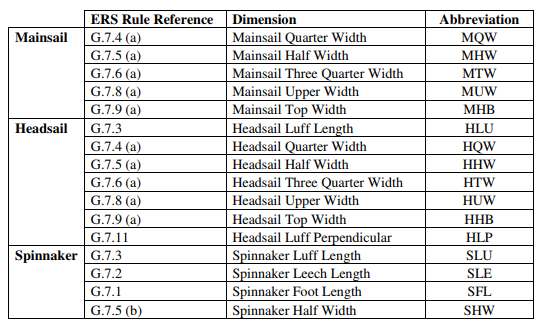 ERS Rule Reference Dimension Abbreviation
Mainsail G.7.4 (a) Mainsail Quarter Width MQW
G.7.5 (a) Mainsail Half Width MHW
G.7.6 (a) Mainsail Three Quarter Width MTW
G.7.8 (a) Mainsail Upper Width MUW
G.7.9 (a) Mainsail Top Width MHB
Headsail G.7.3 Headsail Luff Length HLU
G.7.4 (a) Headsail Quarter Width HQW
G.7.5 (a) Headsail Half Width HHW
G.7.6 (a) Headsail Three Quarter Width HTW
G.7.8 (a) Headsail Upper Width HUW
G.7.9 (a) Headsail Top Width HHB
G.7.11 Headsail Luff Perpendicular HLP
Spinnaker G.7.3 Spinnaker Luff Length SLU
G.7.2 Spinnaker Leech Length SLE
G.7.1 Spinnaker Foot Length SFL
G.7.5 (b) Spinnaker Half Width SHW